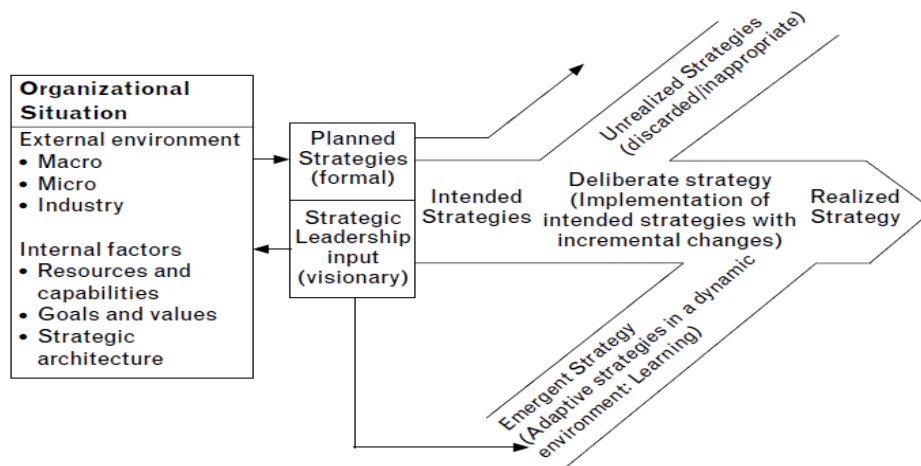 Organizational
Situation
External environment
• Macro
• Micro
• Industry
Internal factors
• Resources and
capabilities
• Goals and values
• Strategic
architecture
Planned
Strategies
(formal)
Strategic
Leadership
input
(visionary)
Intended
Strategies
Unrealized Strategies
(discarded/inappropriate)
Deliberate strategy
(Implementation of
intended strategies with
incremental changes)
Realized
Strategy
Emergent Strategy
(Adaptive strategies in a dynamic
environment: Learning)